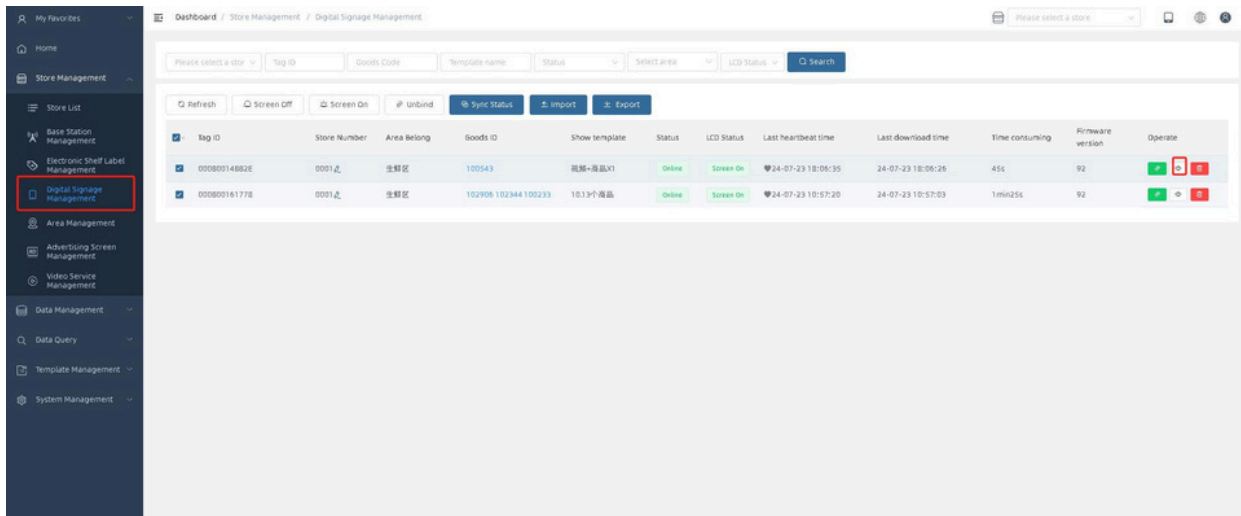 My Favorites
Dashboard / Store Management / Digital Signage Management
Please select a store
Home
Store Management
Please select a stor
Tag ID
Goods Code
Template name
Status
Select area
LCD Status
Search
Store List
Base Station
Management
Electronic Shelf Label
Management
Digital Signage
Management
Area Management
Advertising Screen
Management
Video Service
Management
Data Management
Data Query
Template Management
System Management
Refresh
Screen Off
Screen On
Unbind
Sync Status
Import
Export
Tag ID Store Number Area Belong Goods ID Show template Status LCD Status Last heartbeat time Last download time Time consuming Firmware version Operate
00080014882E 0001 生鲜区 100543 视频+商品X1 Online Screen On 24-07-23 18:06:35 24-07-23 18:06:26 45s 92
000800161778 0001 生鲜区 102906 102344 100233 10.13个商品 Online Screen On 24-07-23 10:57:20 24-07-23 10:57:03 1min25s 92